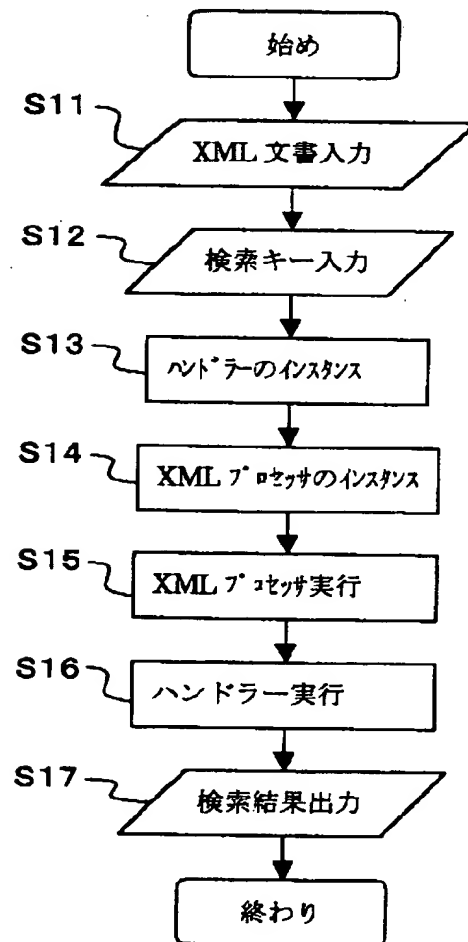 始め
S11
XML 文書入力
S12
検索キー入力
S13
ハンドラーのインスタンス
S14
XML プロセッサのインスタンス
S15
XML プコセッサ実行
S16
ハンドラー実行
S17
検索結果出力
終わり